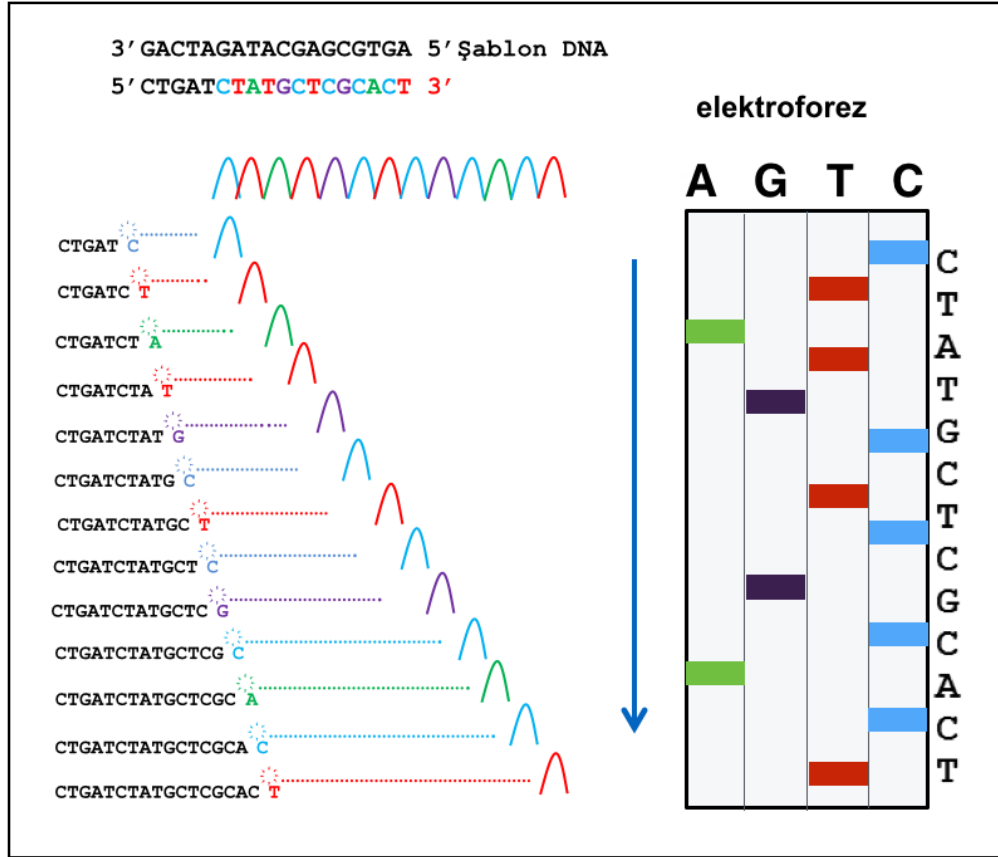 3’GACTAGATACGAGCGTGA 5’Şablon DNA
5’CTGATCTATGCTCGCACT 3’
elektroforez
A G T C
CTGAT C
CTGATC T
CTGATCT A
CTGATCTA T
CTGATCTAT G
CTGATCTATG C
CTGATCTATGC T
CTGATCTATGCT C
CTGATCTATGCTC G
CTGATCTATGCTCG C
CTGATCTATGCTCGC A
CTGATCTATGCTCGCA C
CTGATCTATGCTCGCAC T
C
T
A
T
G
C
T
C
G
C
A
C
T